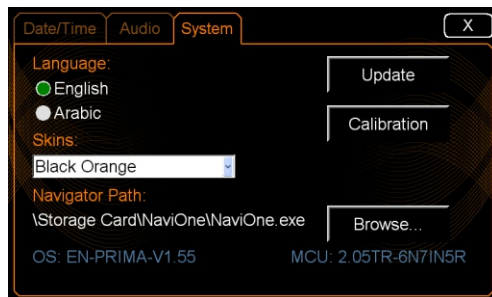 Date/Time Audio System X
Language:
English
Arabic
Skins:
Black Orange
Navigator Path:
\Storage Card\NaviOne\NaviOne.exe
Update
Calibration
Browse...
OS: EN-PRIMA-V1.55 MCU: 2.05TR-6N7IN5R